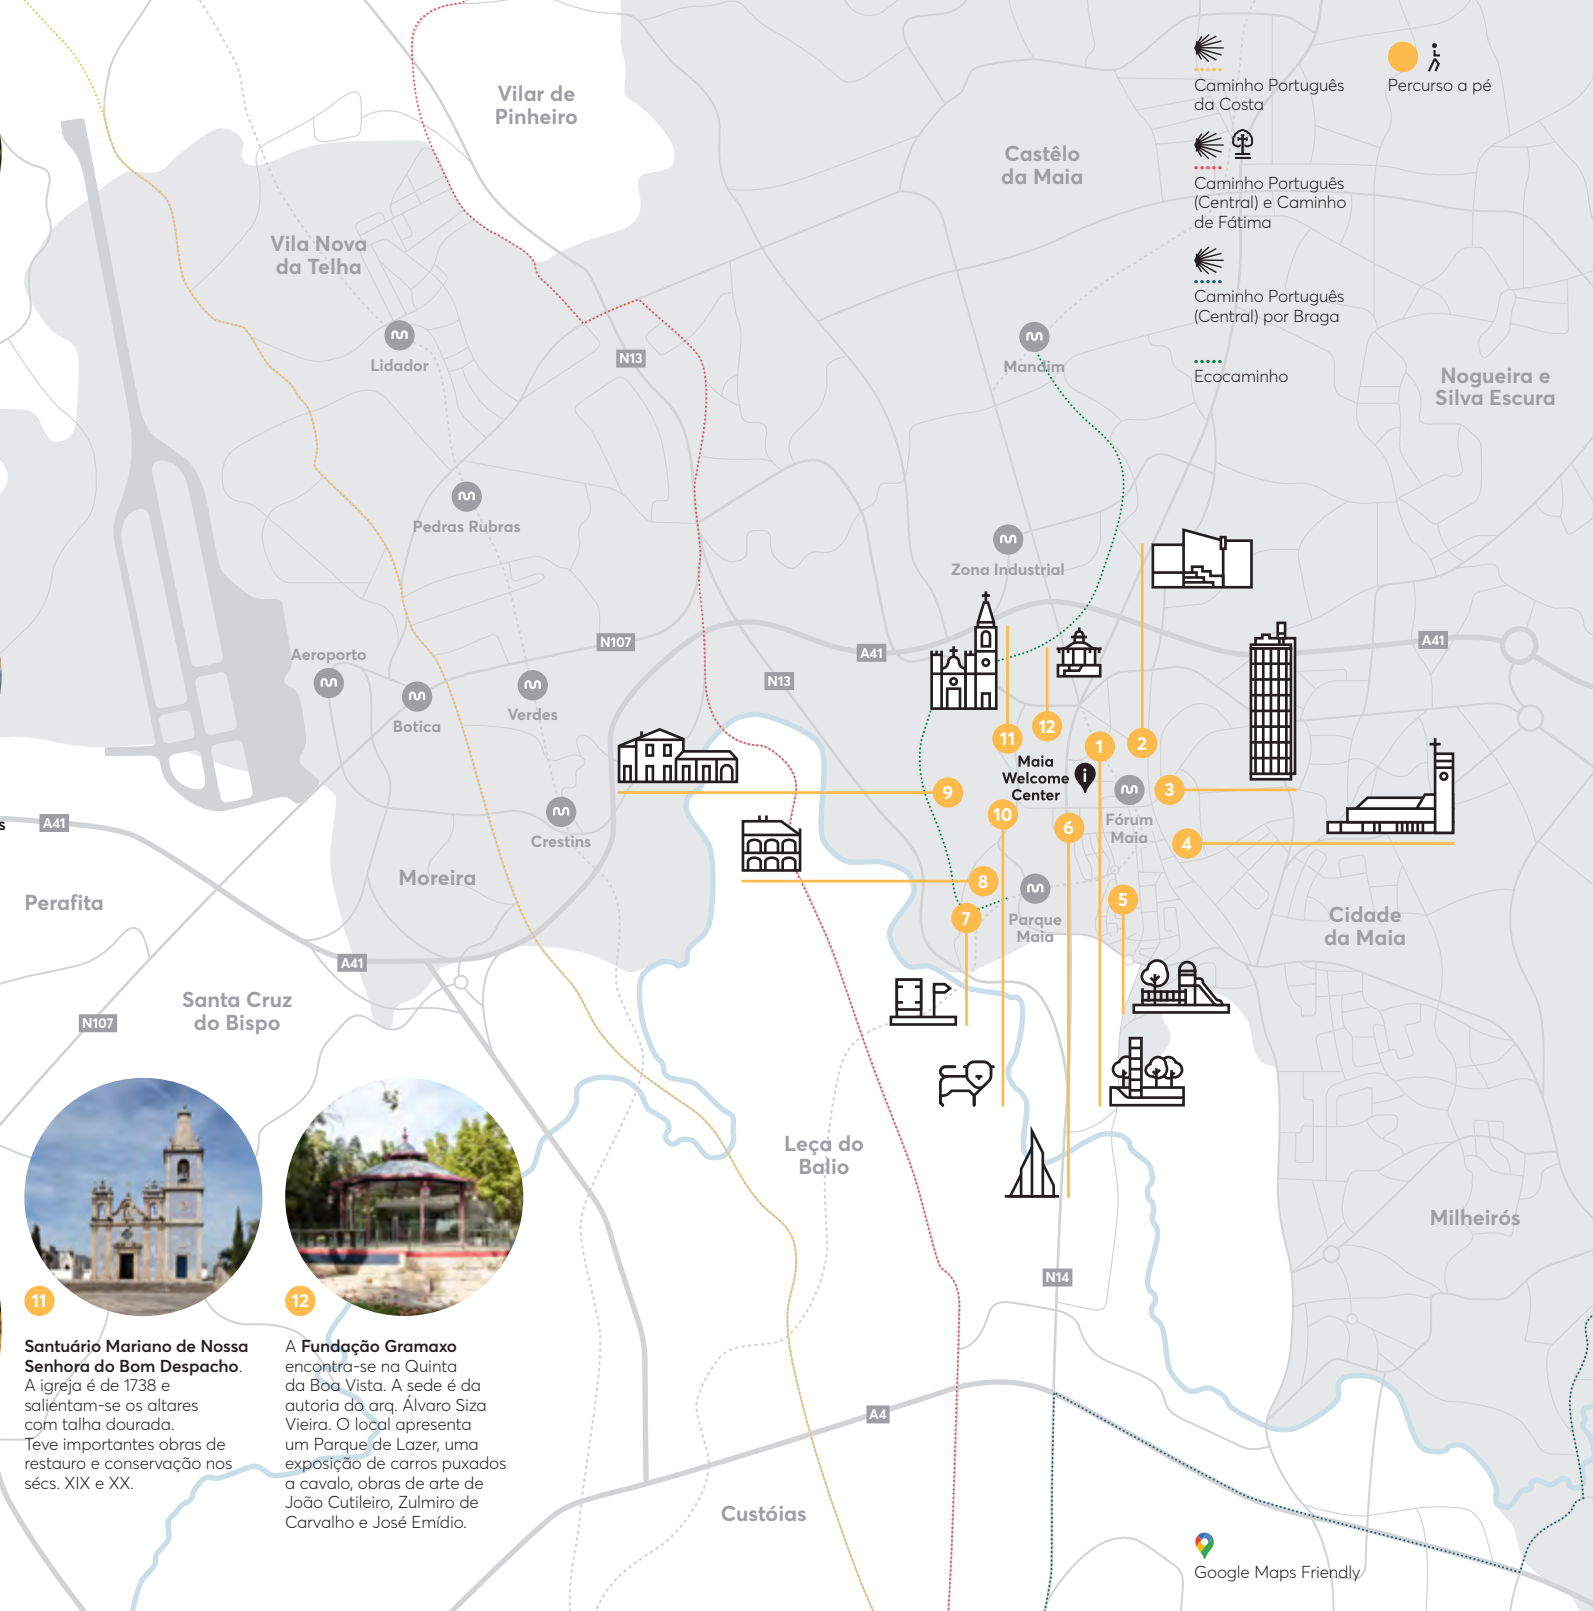 Caminho Português
da Costa
Percurso a pé
Caminho Português
(Central) e Caminho
de Fátima
Caminho Português
(Central) por Braga
Ecocaminho
Vilar de
Pinheiro
Castêlo
da Maia
Vila Nova
da Telha
Lidador
N13
Mandim
Nogueira e
Silva Escura
Pedras Rubras
Zona Industrial
N107
A41
A41
Aeroporto
Botica
Verdes
N13
11
12
1
2
Maia
Welcome
Center
i
3
9
10
6
Fórum
Maia
4
s
A41
Crestins
Moreira
8
Parque
Maia
5
7
Perafita
Cidade
da Maia
A41
Santa Cruz
do Bispo
N107
Leça do
Balio
Milheirós
N14
11
Santuário Mariano de Nossa
Senhora do Bom Despacho.
A igreja é de 1738 e
salientam-se os altares
com talha dourada.
Teve importantes obras de
restauro e conservação nos
sécs. XIX e XX.
12
A Fundação Gramaxo
encontra-se na Quinta
da Boa Vista. A sede é da
autoria do arq. Álvaro Siza
Vieira. O local apresenta
um Parque de Lazer, uma
exposição de carros puxados
a cavalo, obras de arte de
João Cutileiro, Zulmiro de
Carvalho e José Emídio.
A4
Custóias
Google Maps Friendly